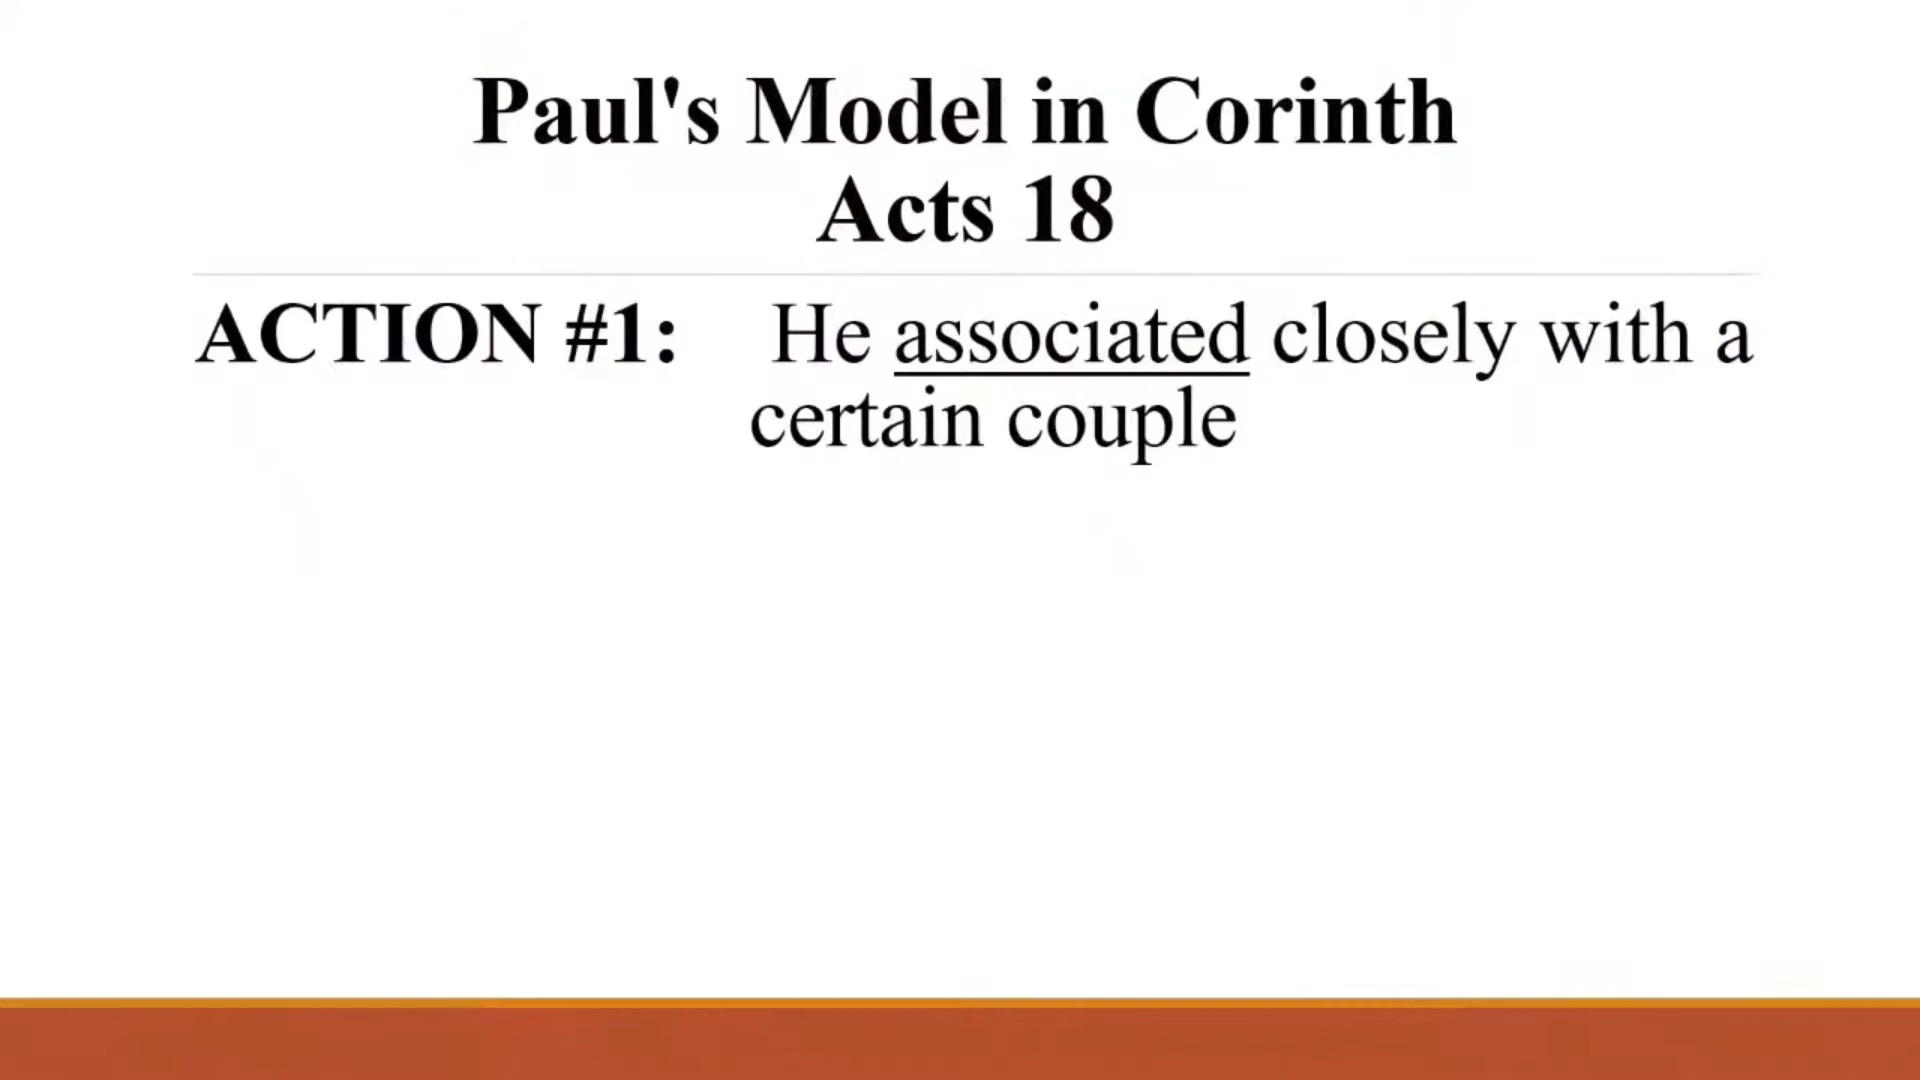 Paul's Model in Corinth
Acts 18
ACTION #1: He associated closely with a
certain couple